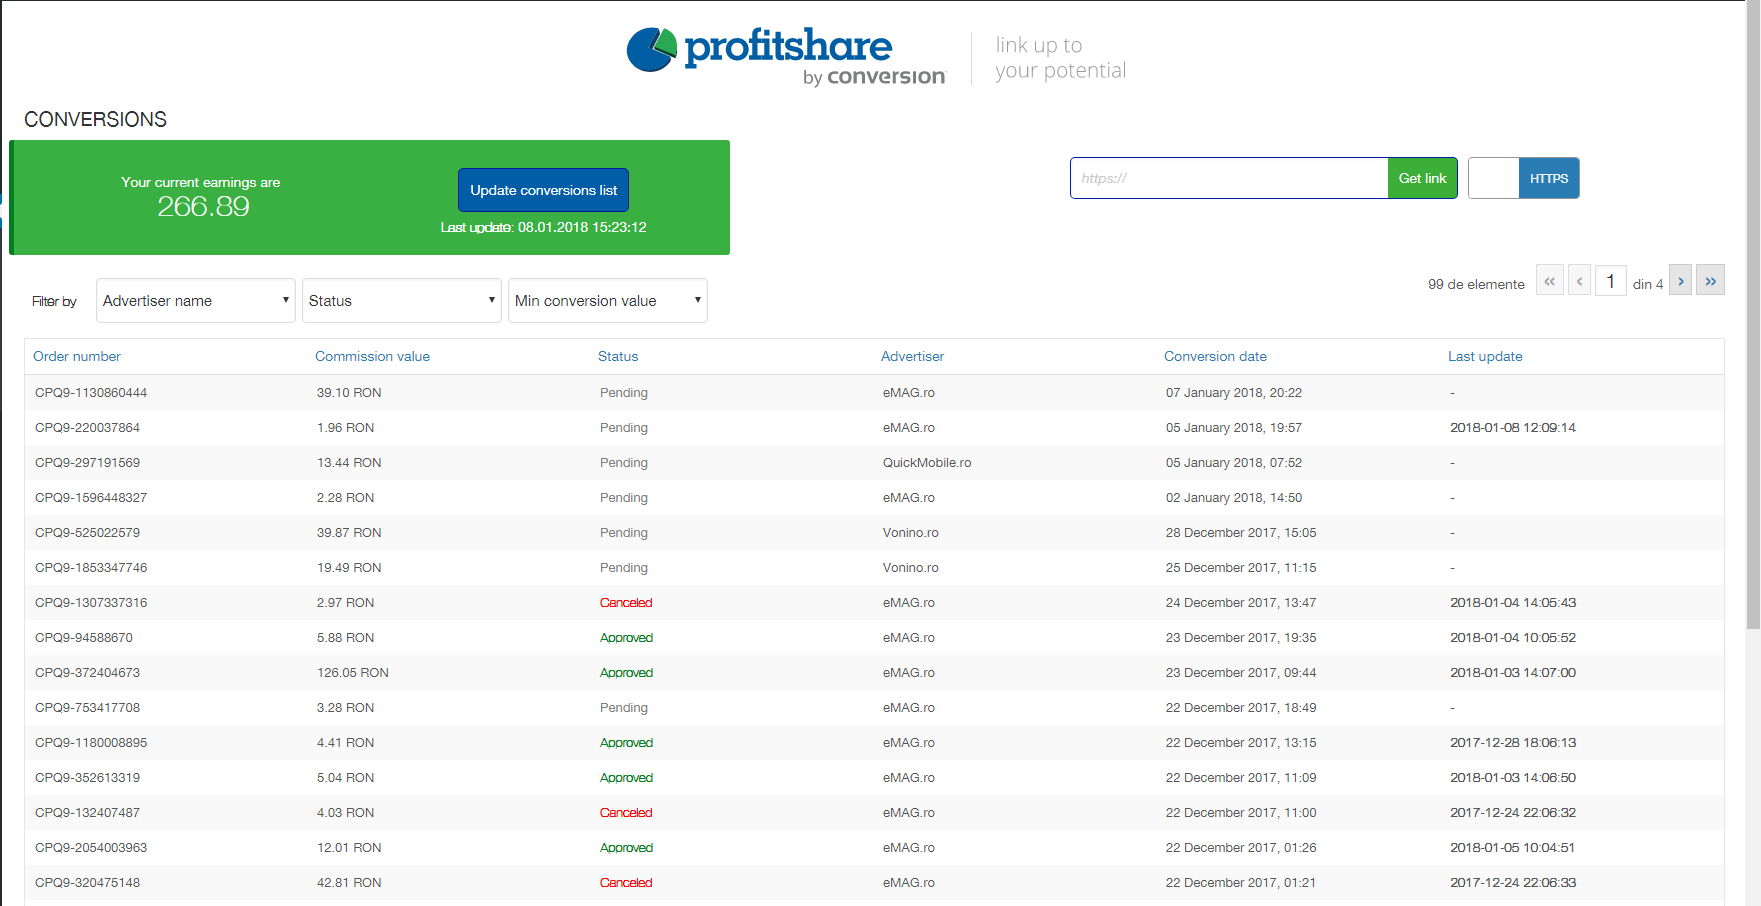 profitshare
by conversion
link up to
your potential
CONVERSIONS
Your current earnings are
266.89
Update conversions list
Last update: 08.01.2018 15:23:12
https://
Get link
HTTPS
Filter by
Advertiser name
Status
Min conversion value
99 de elemente « ‹ 1 din 4 › »
Order number Commission value Status Advertiser Conversion date Last update
CPQ9-1130860444 39.10 RON Pending eMAG.ro 07 January 2018, 20:22 -
CPQ9-220037864 1.96 RON Pending eMAG.ro 05 January 2018, 19:57 2018-01-08 12:09:14
CPQ9-297191569 13.44 RON Pending QuickMobile.ro 05 January 2018, 07:52 -
CPQ9-1596448327 2.28 RON Pending eMAG.ro 02 January 2018, 14:50 -
CPQ9-525022579 39.87 RON Pending Vonino.ro 28 December 2017, 15:05 -
CPQ9-1853347746 19.49 RON Pending Vonino.ro 25 December 2017, 11:15 -
CPQ9-1307337316 2.97 RON Canceled eMAG.ro 24 December 2017, 13:47 2018-01-04 14:05:43
CPQ9-94588670 5.88 RON Approved eMAG.ro 23 December 2017, 19:35 2018-01-04 10:05:52
CPQ9-372404673 126.05 RON Approved eMAG.ro 23 December 2017, 09:44 2018-01-03 14:07:00
CPQ9-753417708 3.28 RON Pending eMAG.ro 22 December 2017, 18:49 -
CPQ9-1180008895 4.41 RON Approved eMAG.ro 22 December 2017, 13:15 2017-12-28 18:06:13
CPQ9-352613319 5.04 RON Approved eMAG.ro 22 December 2017, 11:09 2018-01-03 14:06:50
CPQ9-132407487 4.03 RON Canceled eMAG.ro 22 December 2017, 11:00 2017-12-24 22:06:32
CPQ9-2054003963 12.01 RON Approved eMAG.ro 22 December 2017, 01:26 2018-01-05 10:04:51
CPQ9-320475148 42.81 RON Canceled eMAG.ro 22 December 2017, 01:21 2017-12-24 22:06:33